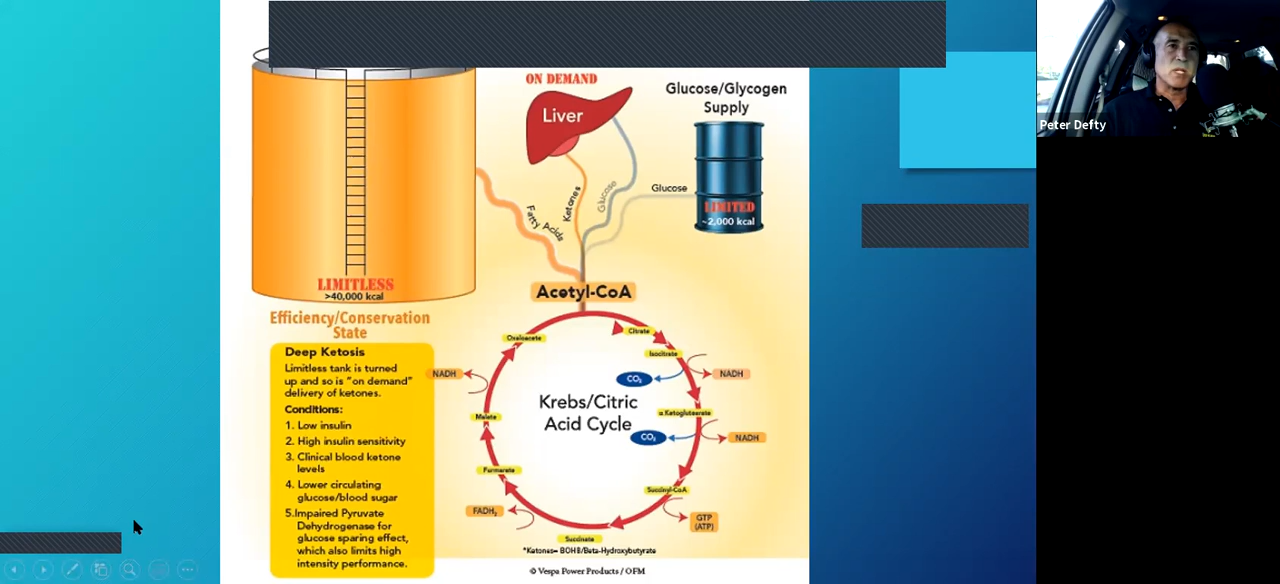 ON DEMAND
Liver
Glucose/Glycogen
Supply
Peter Defty
Ketones
Glucose
Glucose
Fatty Acids
LIMITED
~2,000 kcal
LIMITLESS
>40,000 kcal
Acetyl-CoA
Efficiency/Conservation
State
Deep Ketosis
Limitless tank is turned
up and so is "on demand"
delivery of ketones.
Conditions:
1. Low insulin
2. High insulin sensitivity
3. Clinical blood ketone
levels
4. Lower circulating
glucose/blood sugar
5.Impaired Pyruvate
Dehydrogenase for
glucose sparing effect,
which also limits high
intensity performance.
Krebs/Citric
Acid Cycle
Citrate
Isocitrate
NADH
CO₂
α Ketogluterate
NADH
CO₂
Succinyl-CoA
GTP
(ATP)
Succinate
FADH₂
Fumarate
Malate
NADH
Oxaloacete
*Ketones= BOHB/Beta-Hydroxybutyrate
© Vespa Power Products / OFM